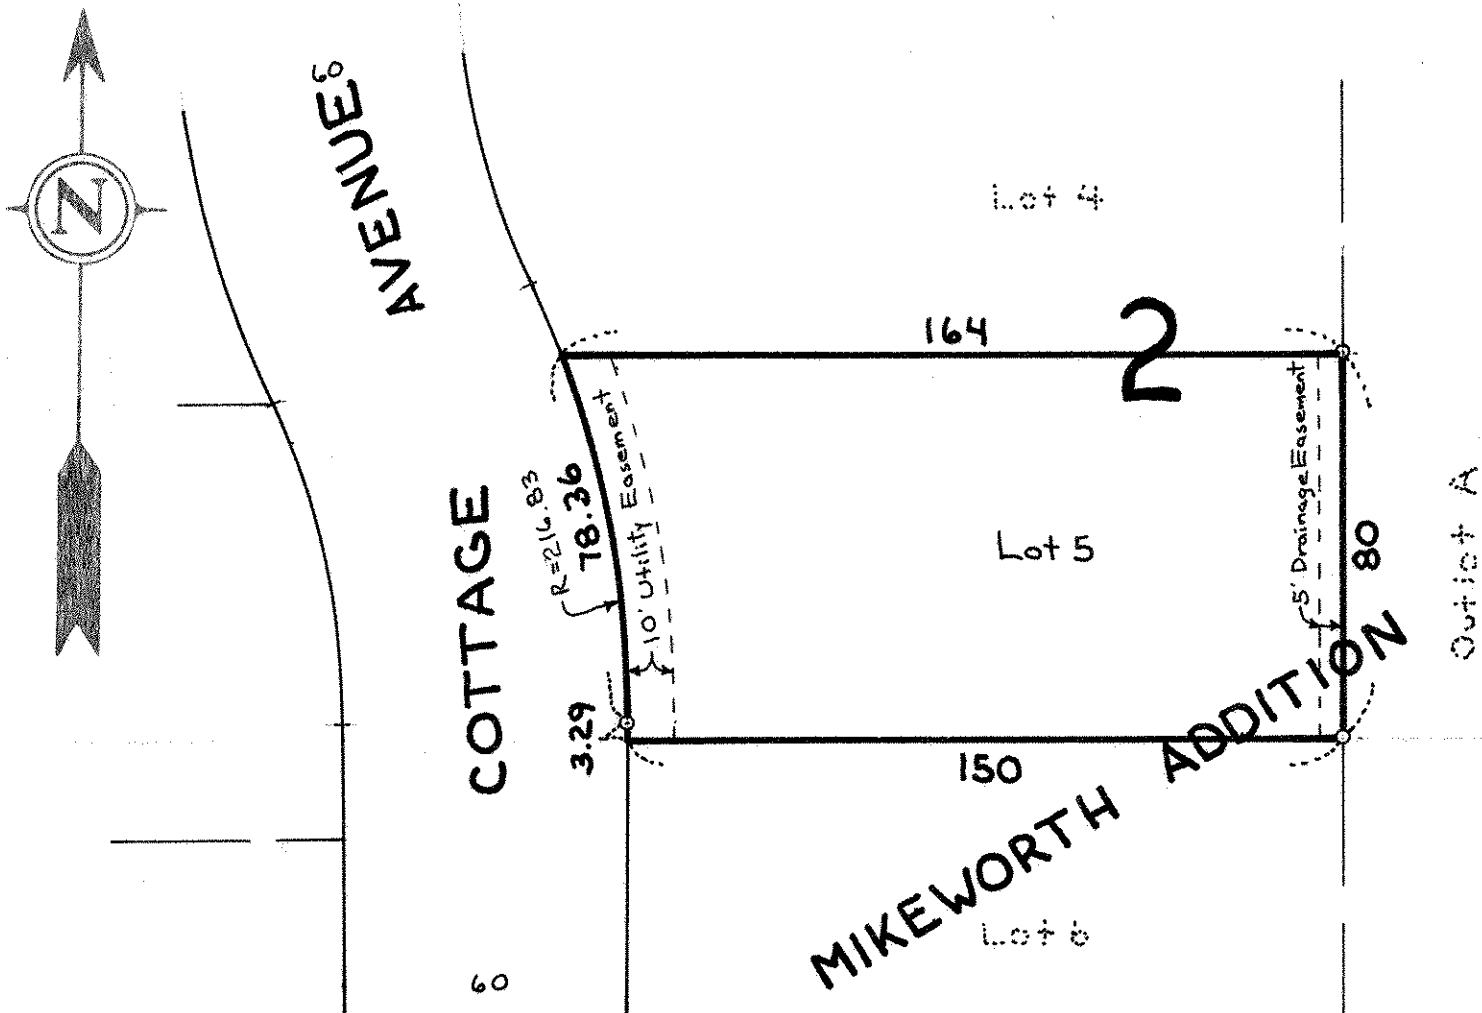 N
60
COTTAGE AVENUE
Lot 4
164
2
R=216.83
78.36
10' Utility Easement
Lot 5
5' Drainage Easement
80
Outlot A
3.29
150
MIKEWORTH ADDITION
Lot 6
60